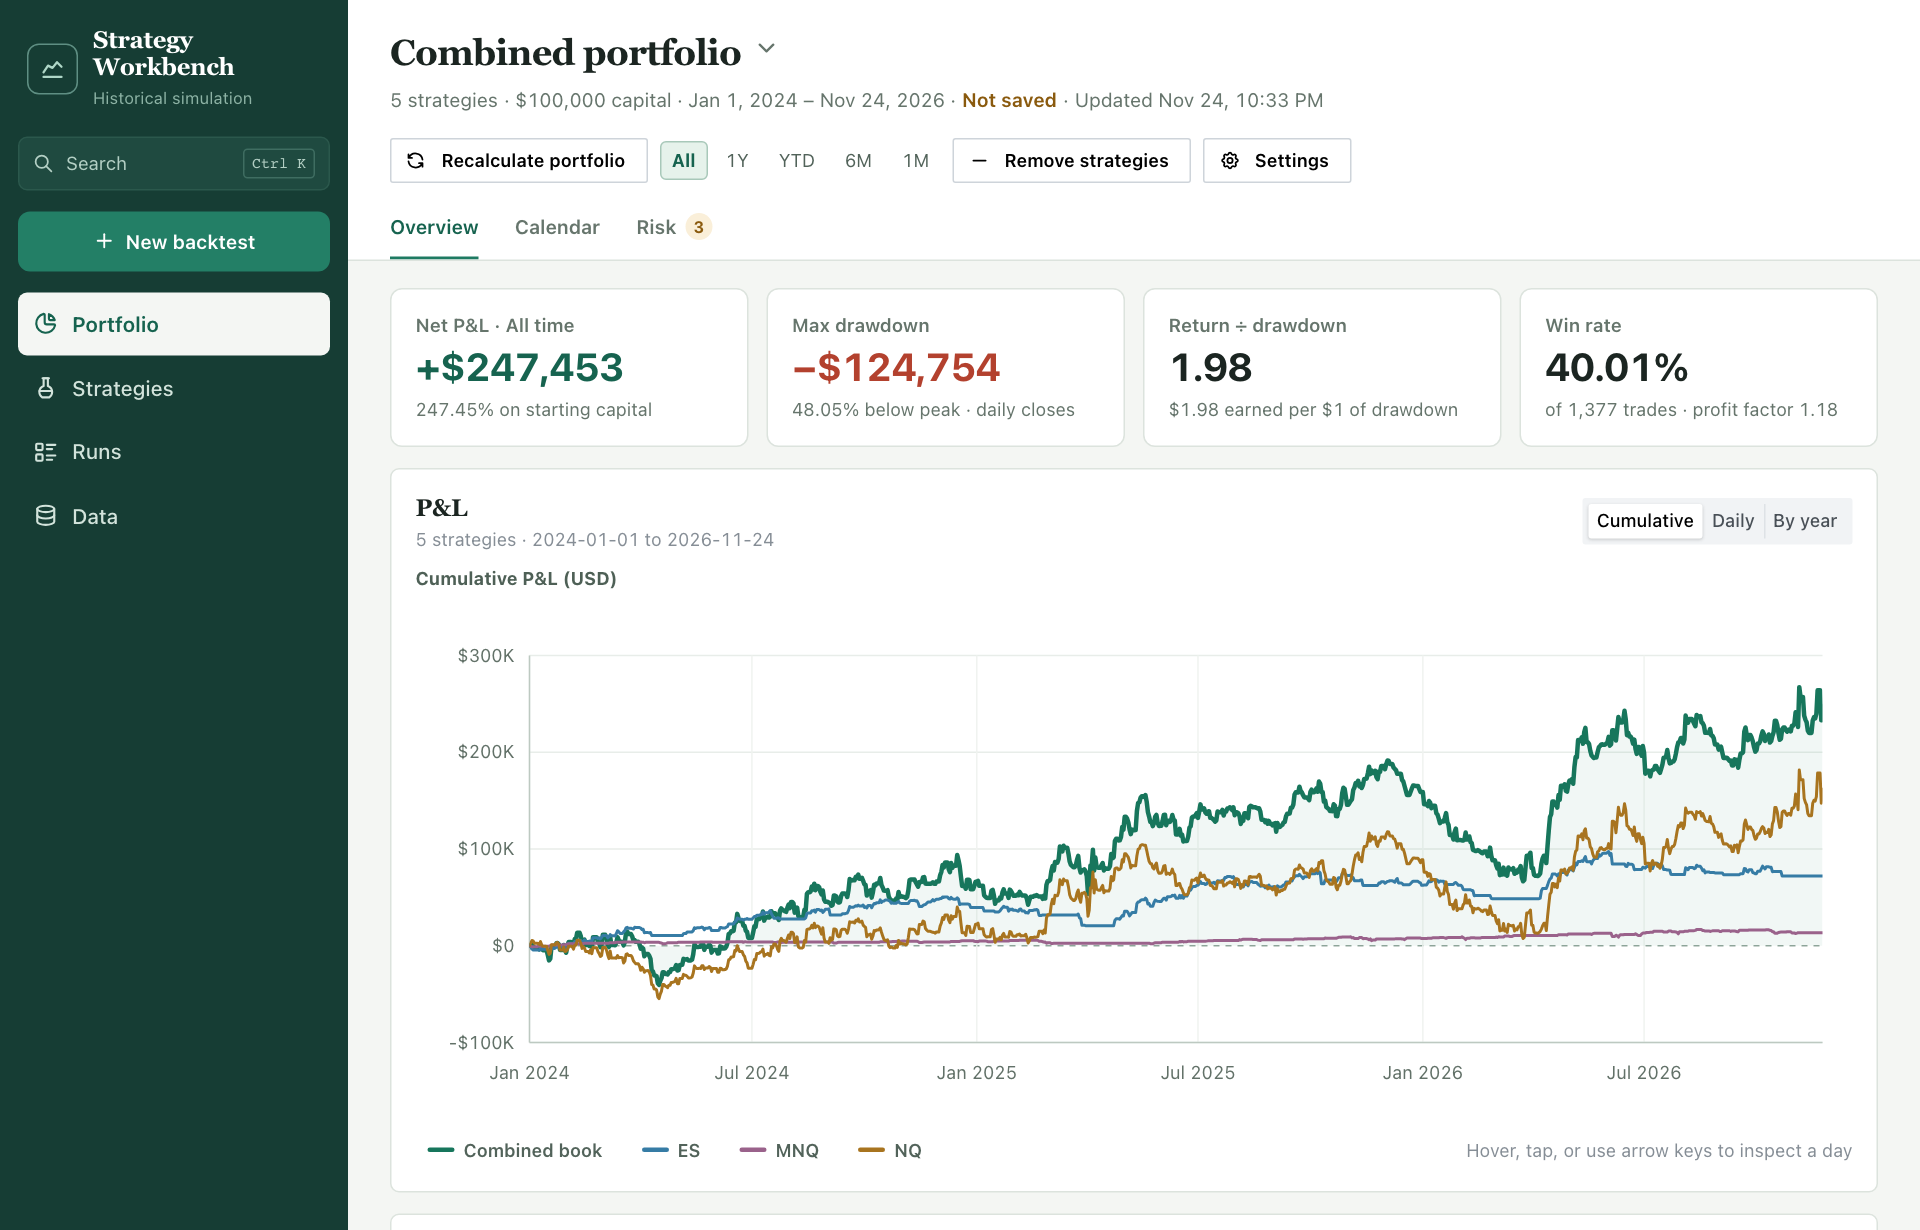 Strategy
Workbench
Historical simulation
Search
Ctrl K
New backtest
Portfolio
Strategies
Runs
Data
Combined portfolio
5 strategies · $100,000 capital · Jan 1, 2024 – Nov 24, 2026 · Not saved · Updated Nov 24, 10:33 PM
Recalculate portfolio
All
1Y
YTD
6M
1M
Remove strategies
Settings
Overview
Calendar
Risk 3
Net P&L · All time
+$247,453
247.45% on starting capital
Max drawdown
−$124,754
48.05% below peak · daily closes
Return ÷ drawdown
1.98
$1.98 earned per $1 of drawdown
Win rate
40.01%
of 1,377 trades · profit factor 1.18
P&L
5 strategies · 2024-01-01 to 2026-11-24
Cumulative
Daily
By year
Cumulative P&L (USD)
$300K
$200K
$100K
$0
-$100K
Jan 2024
Jul 2024
Jan 2025
Jul 2025
Jan 2026
Jul 2026
Combined book
ES
MNQ
NQ
Hover, tap, or use arrow keys to inspect a day